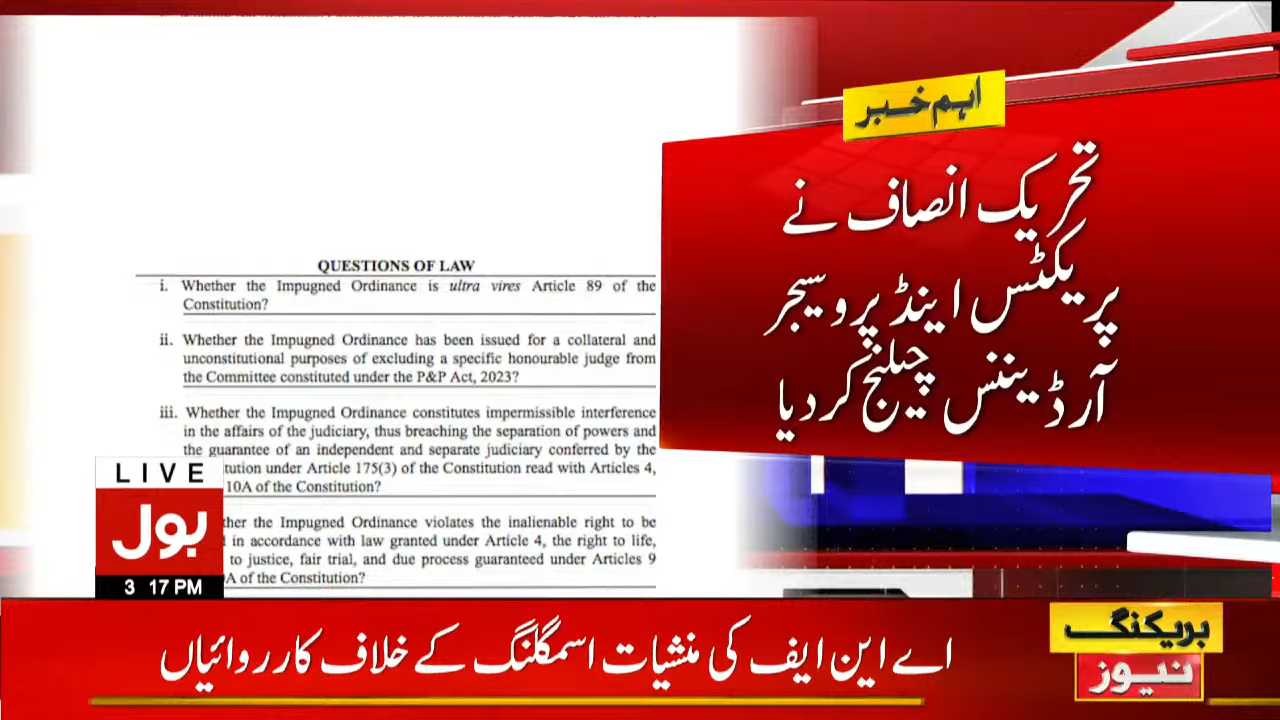 اہم خبر
تحریک انصاف نے
پریکٹس اینڈ پروسیجر
آرڈیننس چیلنج کردیا
QUESTIONS OF LAW
i. Whether the Impugned Ordinance is ultra vires Article 89 of the
Constitution?
ii. Whether the Impugned Ordinance has been issued for a collateral and
unconstitutional purposes of excluding a specific honourable judge from
the Committee constituted under the P&P Act, 2023?
iii. Whether the Impugned Ordinance constitutes impermissible interference
in the affairs of the judiciary, thus breaching the separation of powers and
the guarantee of an independent and separate judiciary conferred by the
tution under Article 175(3) of the Constitution read with Articles 4,
10A of the Constitution?
ther the Impugned Ordinance violates the inalienable right to be
in accordance with law granted under Article 4, the right to life,
to justice, fair trial, and due process guaranteed under Articles 9
A of the Constitution?
LIVE
بول
3 17 PM
اے این ایف کی منشیات اسمگلنگ کے خلاف کارروائیاں
بریکنگ
نیوز